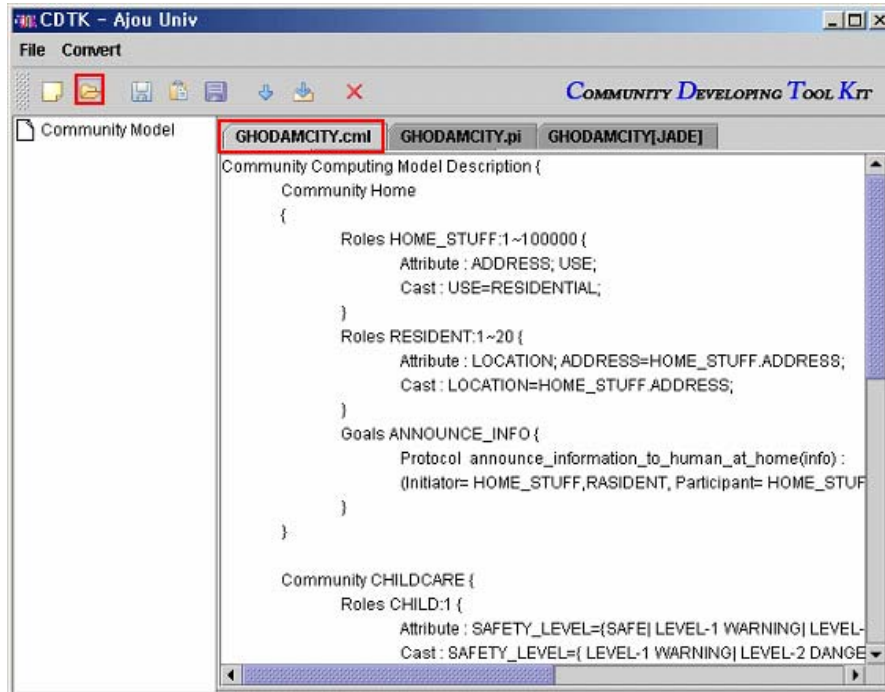 CDTK - Ajou Univ
File Convert
COMMUNITY DEVELOPING TOOL KIT
Community Model
GHODAMCITY.cml GHODAMCITY.pi GHODAMCITY[JADE]
Community Computing Model Description {
Community Home
{
Roles HOME_STUFF:1~100000 {
Attribute : ADDRESS; USE;
Cast : USE=RESIDENTIAL;
}
Roles RESIDENT:1~20 {
Attribute : LOCATION; ADDRESS=HOME_STUFF.ADDRESS;
Cast : LOCATION=HOME_STUFF.ADDRESS;
}
Goals ANNOUNCE_INFO {
Protocol announce_information_to_human_at_home(info) :
(Initiator= HOME_STUFF,RASIDENT, Participant= HOME_STUF
}
}
Community CHILDCARE {
Roles CHILD:1 {
Attribute : SAFETY_LEVEL={SAFE| LEVEL-1 WARNING| LEVEL-
Cast : SAFETY_LEVEL={ LEVEL-1 WARNING| LEVEL-2 DANGE